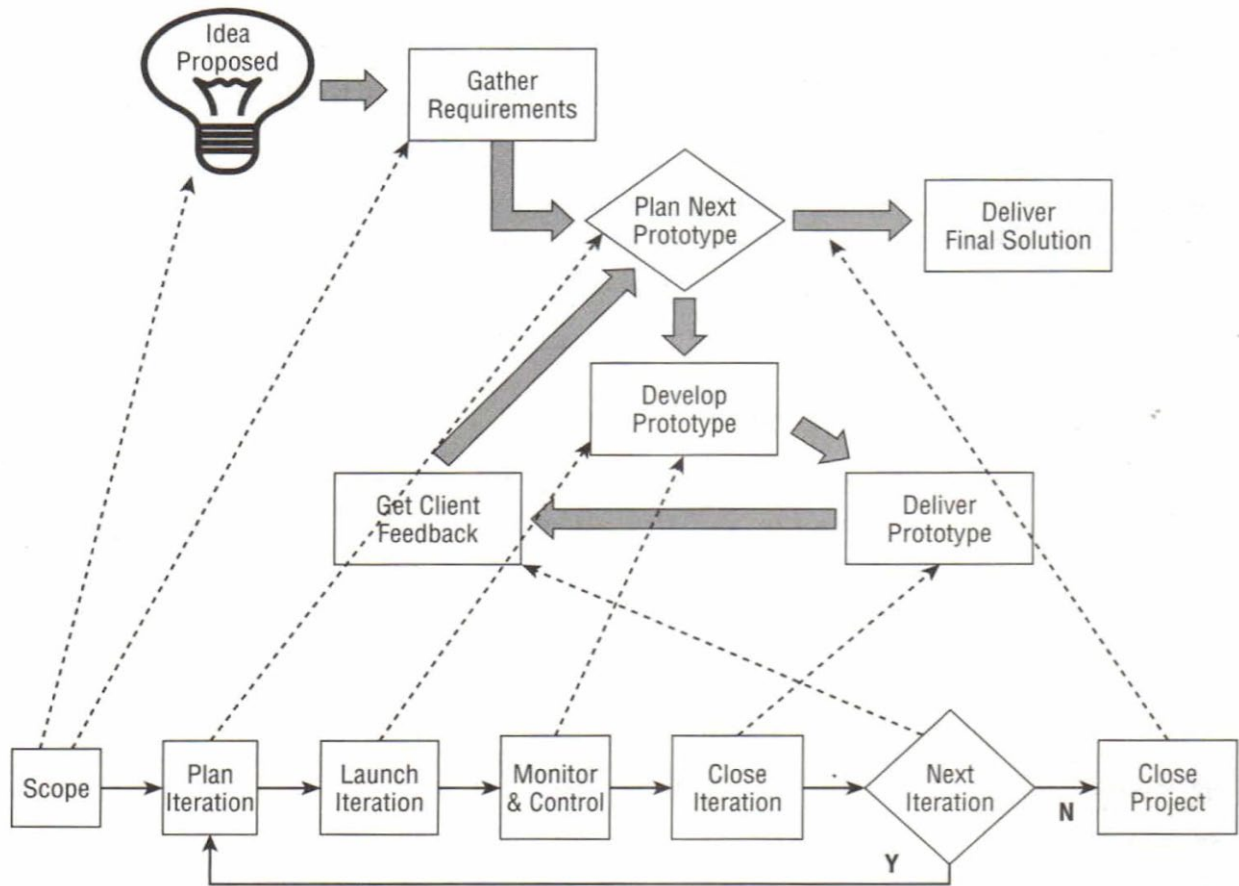 Idea
Proposed
Gather
Requirements
Plan Next
Prototype
Deliver
Final Solution
Develop
Prototype
Get Client
Feedback
Deliver
Prototype
Scope
Plan
Iteration
Launch
Iteration
Monitor
& Control
Close
Iteration
Next
Iteration
N
Close
Project
Y